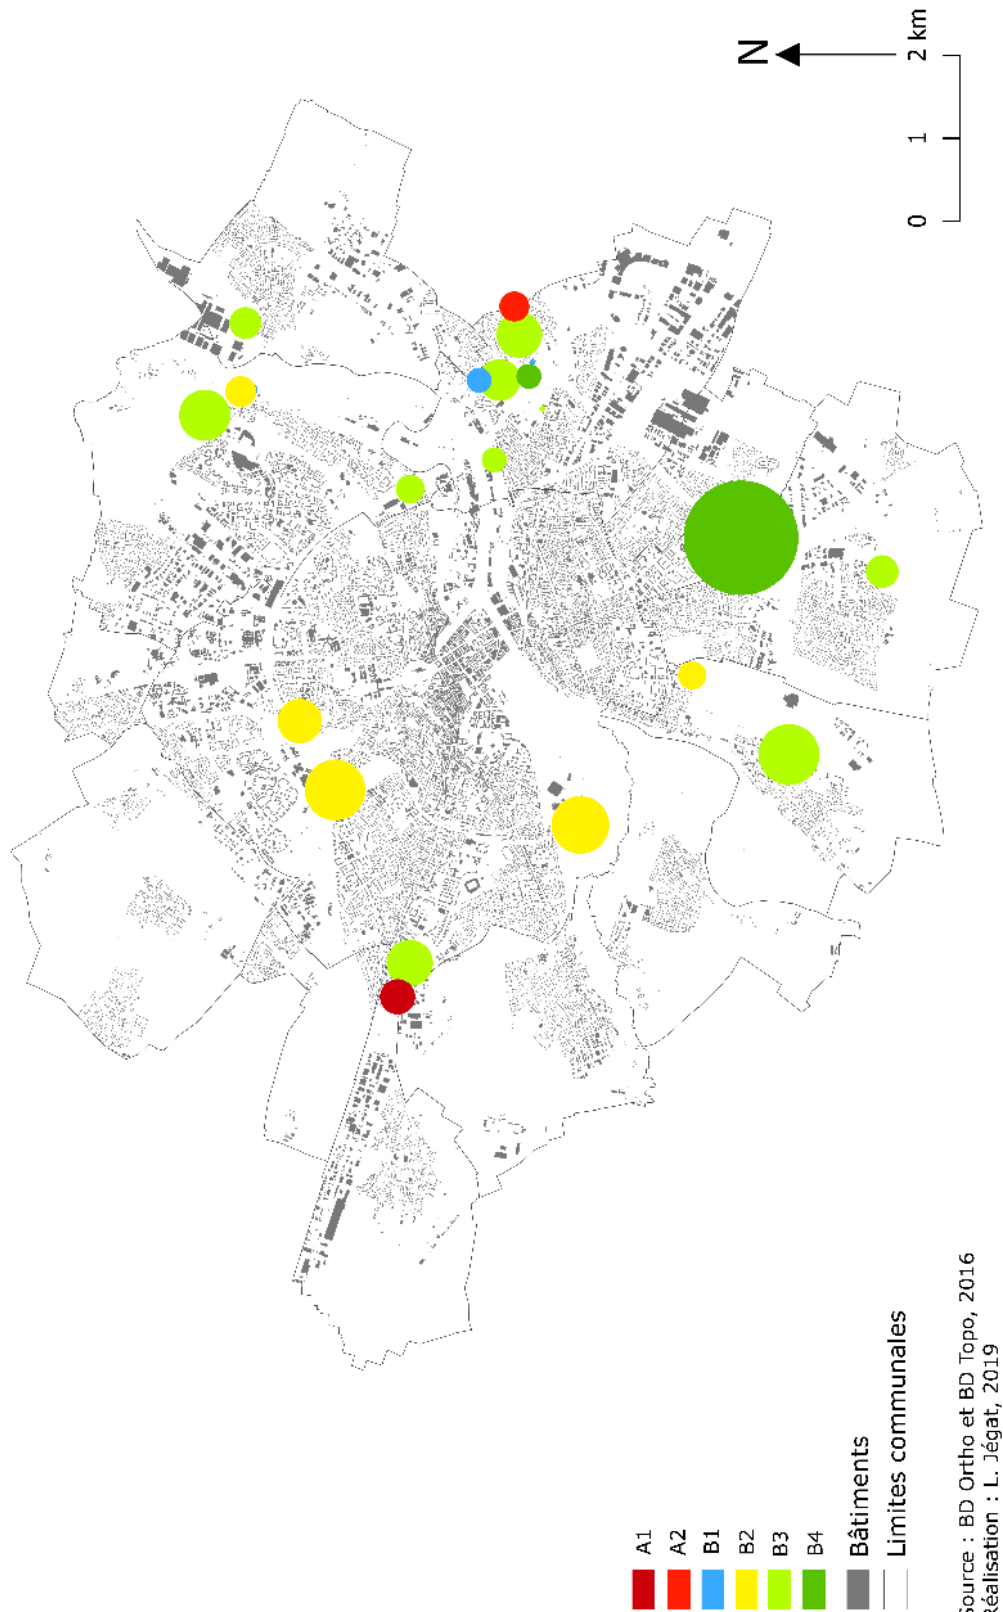 N
0 1 2 km
A1
A2
B1
B2
B3
B4
Bâtiments
Limites communales
Source : BD Ortho et BD Topo, 2016
Réalisation : L. Jégat, 2019